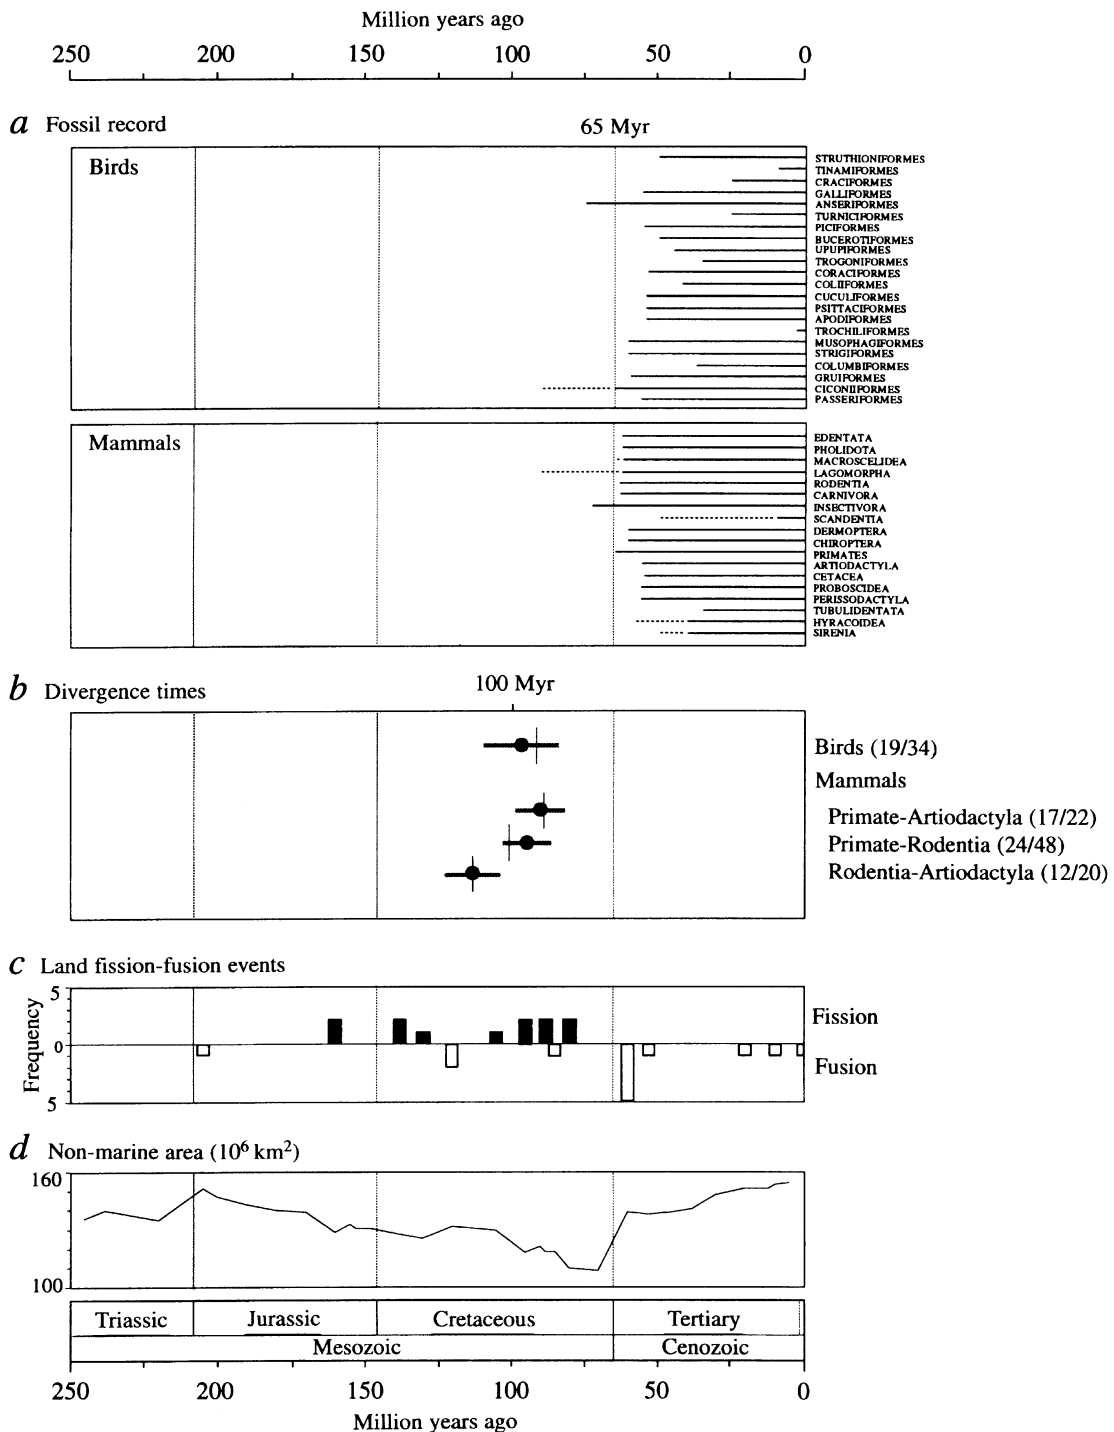 Million years ago
250 200 150 100 50 0
a Fossil record
65 Myr
Birds
STRUTHIONIFORMES
TINAMIFORMES
CRACIFORMES
GALLIFORMES
ANSERIFORMES
TURNICIFORMES
PICIFORMES
BUCEROTIFORMES
UPUPIFORMES
TROGONIFORMES
CORACIFORMES
COLIIFORMES
CUCULIFORMES
PSITTACIFORMES
APODIFORMES
TROCHILIFORMES
MUSOPHAGIFORMES
STRIGIFORMES
COLUMBIFORMES
GRUIFORMES
CICONIIFORMES
PASSERIFORMES
Mammals
EDENTATA
PHOLIDOTA
MACROSCELIDEA
LAGOMORPHA
RODENTIA
CARNIVORA
INSECTIVORA
SCANDENTIA
DERMOPTERA
CHIROPTERA
PRIMATES
ARTIODACTYLA
CETACEA
PROBOSCIDEA
PERISSODACTYLA
TUBULIDENTATA
HYRACOIDEA
SIRENIA
b Divergence times
100 Myr
Birds (19/34)
Mammals
Primate-Artiodactyla (17/22)
Primate-Rodentia (24/48)
Rodentia-Artiodactyla (12/20)
c Land fission-fusion events
Frequency
5
0
5
Fission
Fusion
d Non-marine area (10⁶ km²)
160
100
Triassic Jurassic Cretaceous Tertiary
Mesozoic Cenozoic
250 200 150 100 50 0
Million years ago